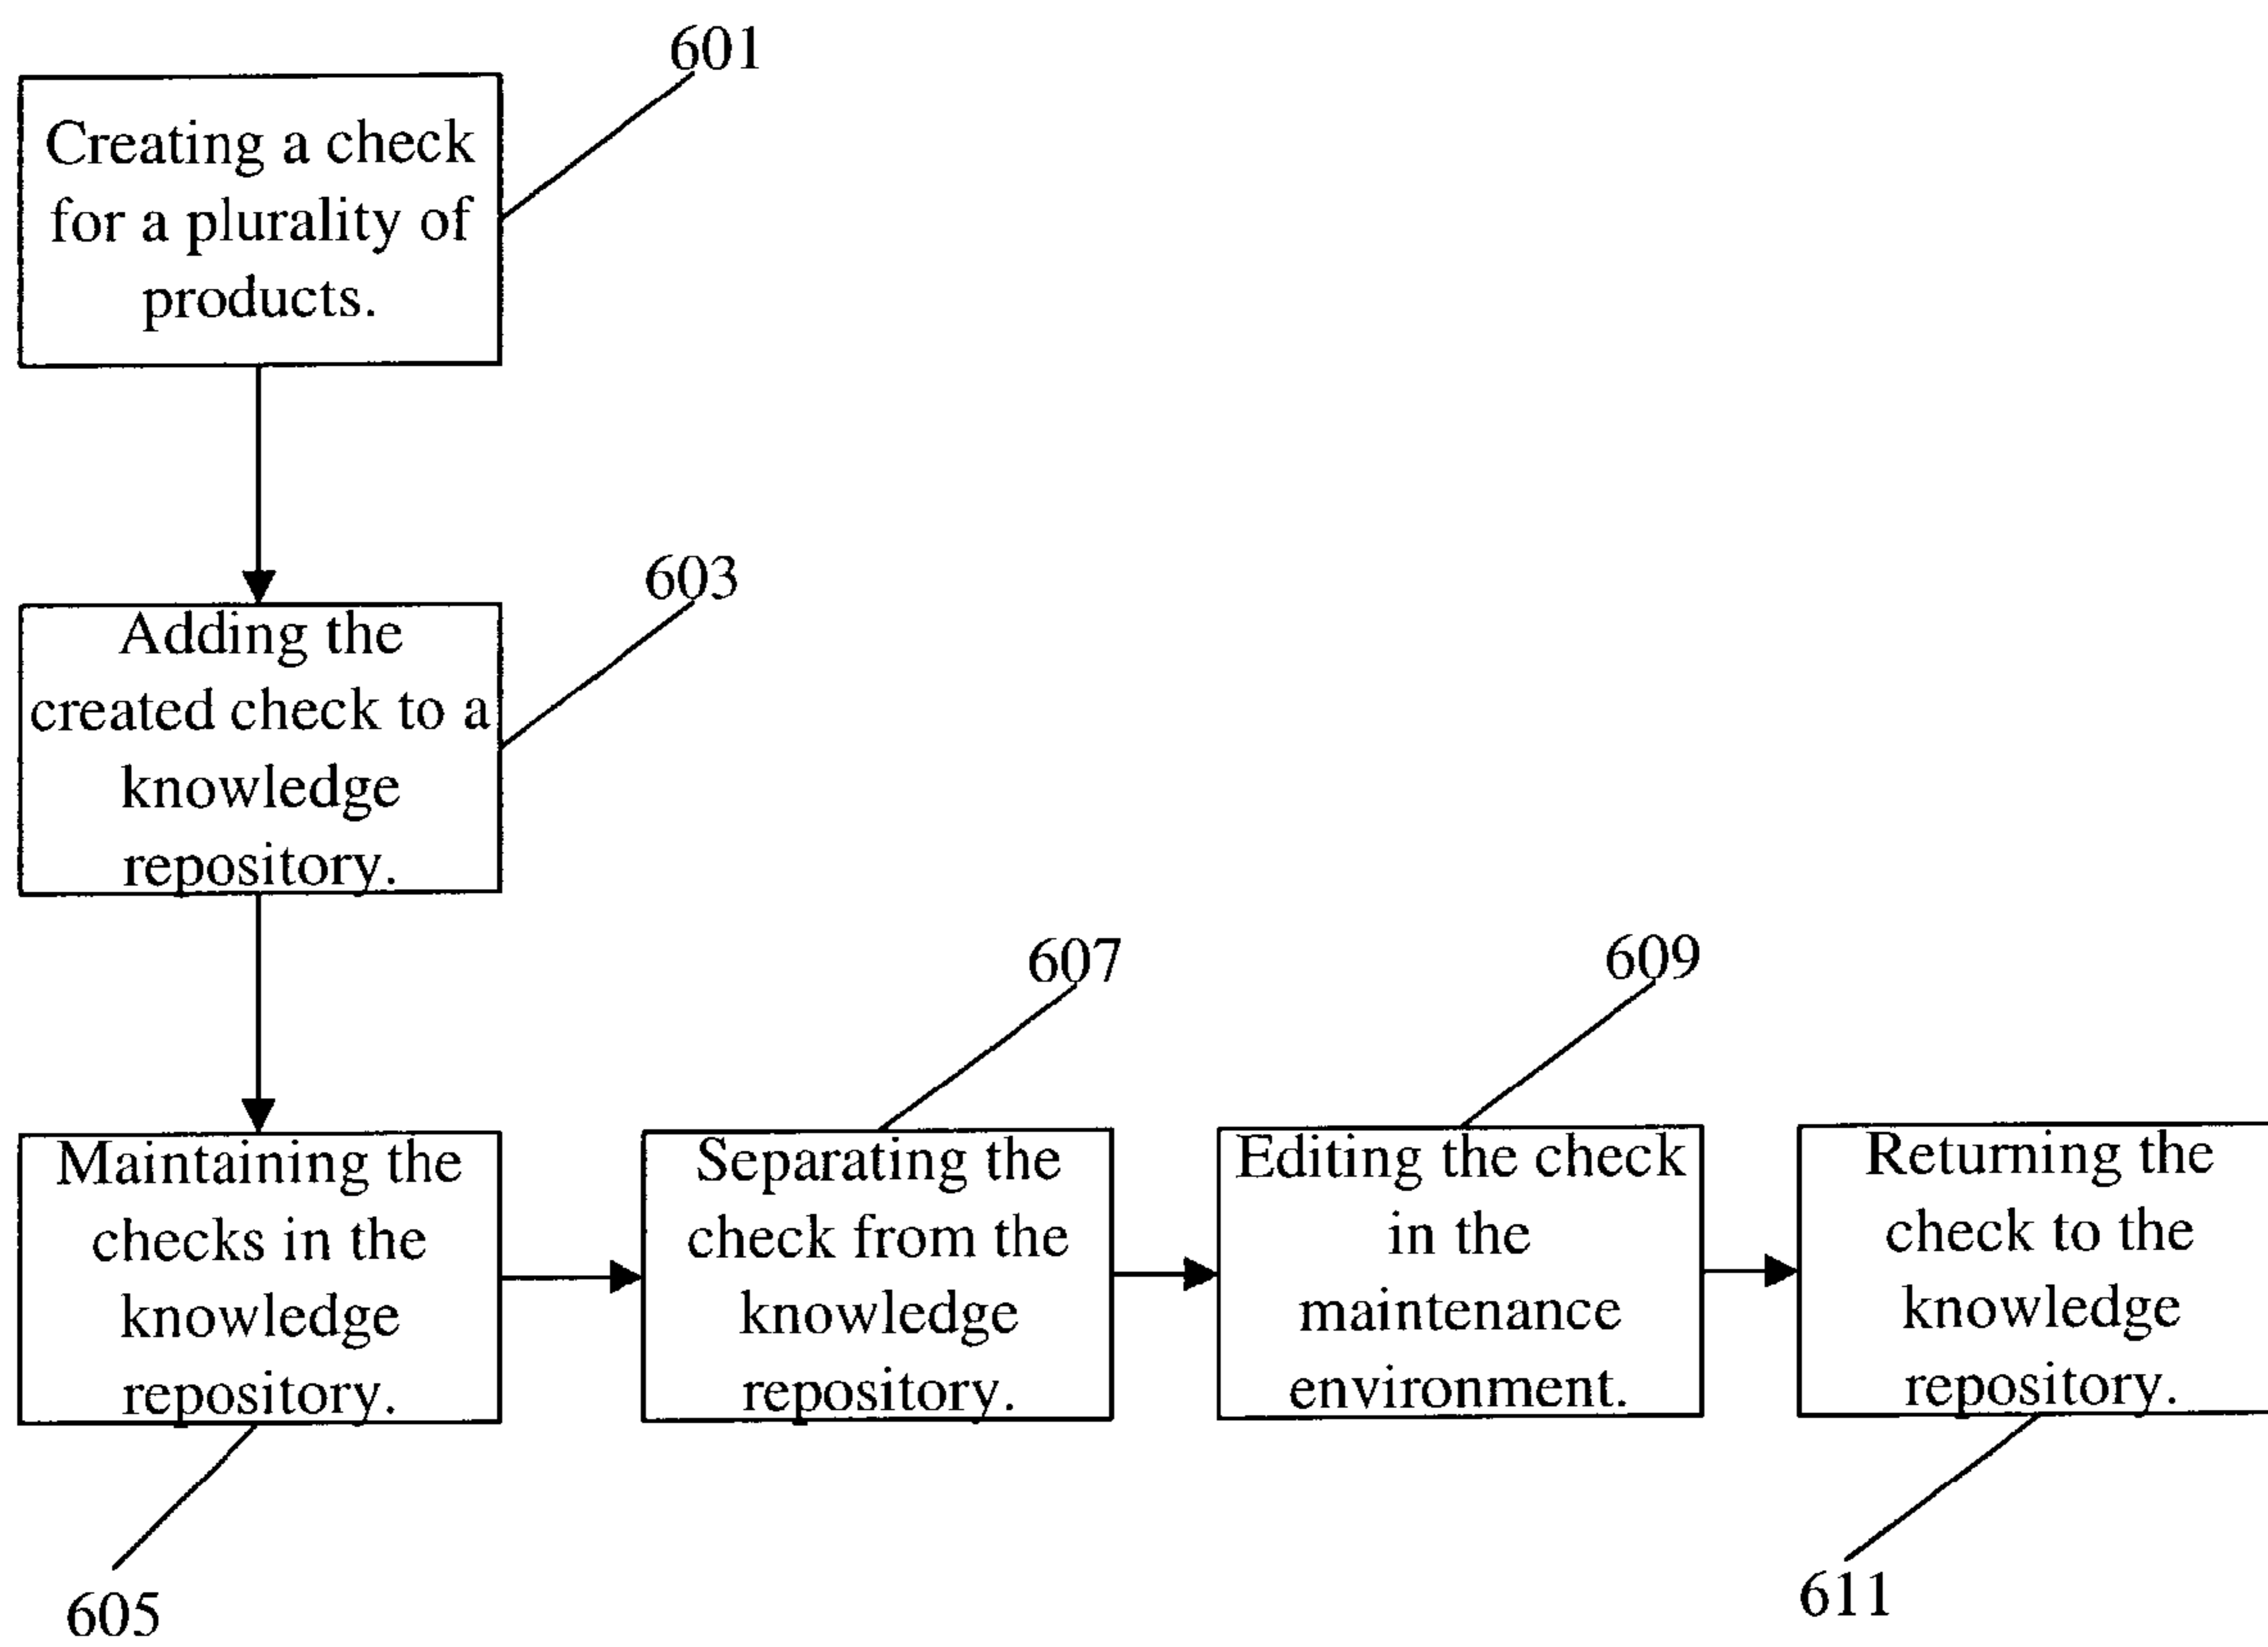 601
Creating a check
for a plurality of
products.
603
Adding the
created check to a
knowledge
repository.
605
Maintaining the
checks in the
knowledge
repository.
607
Separating the
check from the
knowledge
repository.
609
Editing the check
in the
maintenance
environment.
611
Returning the
check to the
knowledge
repository.